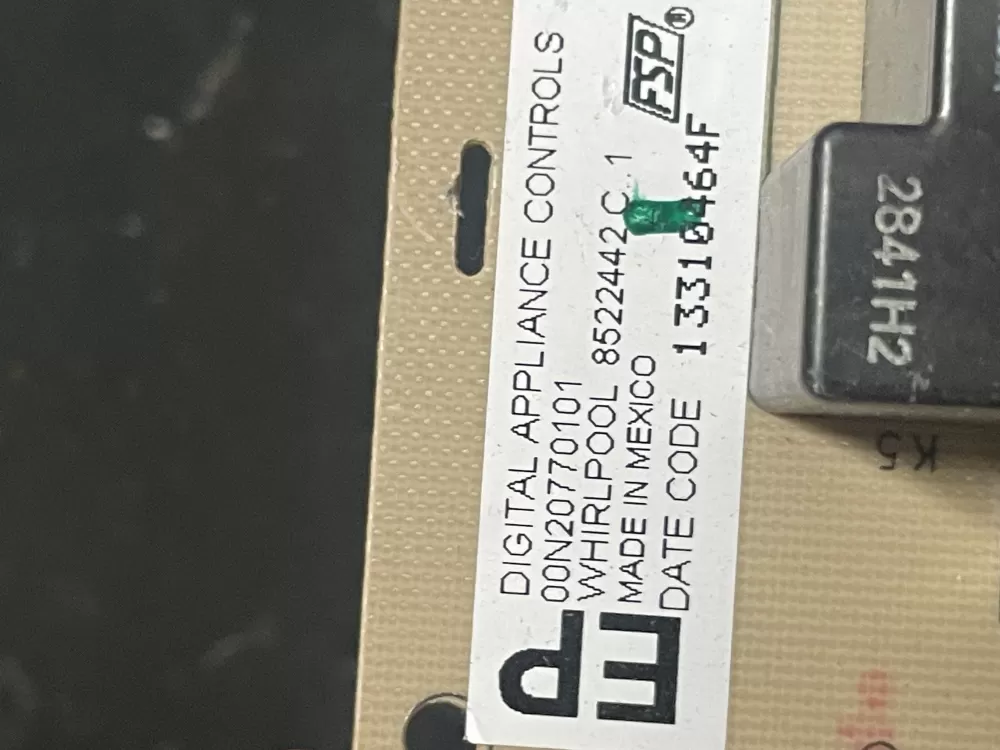 DIGITAL APPLIANCE CONTROLS
00N20770101
WHIRLPOOL 8522442 C 1
MADE IN MEXICO
DATE CODE 13310464F
FSP®
2841H2
K5